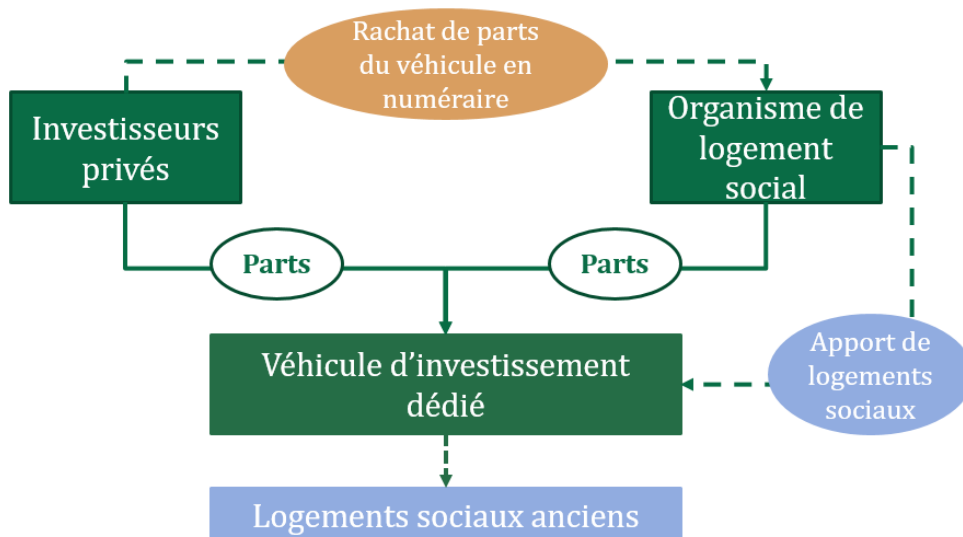 Rachat de parts
du véhicule en
numéraire
Investisseurs
privés
Organisme de
logement
social
Parts
Parts
Véhicule d'investissement
dédié
Apport de
logements
sociaux
Logements sociaux anciens